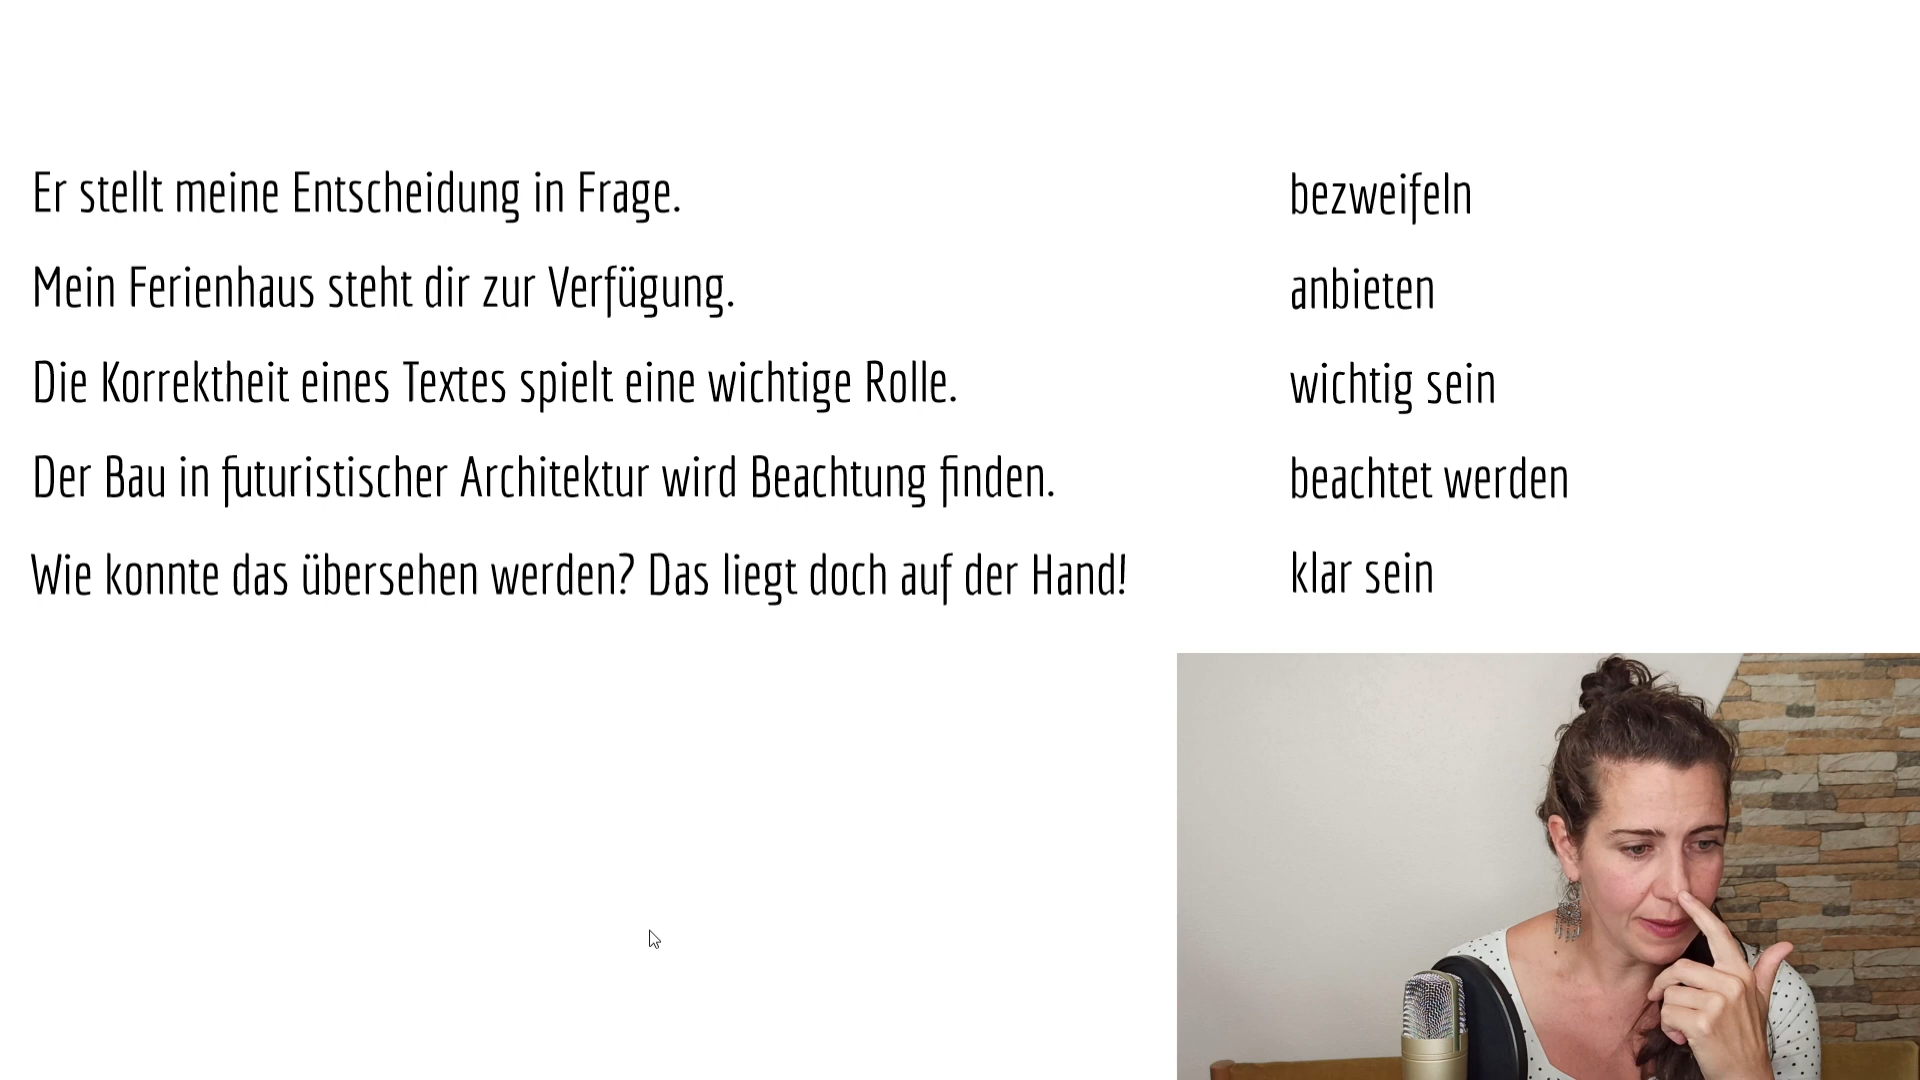 Er stellt meine Entscheidung in Frage. bezweifeln
Mein Ferienhaus steht dir zur Verfügung. anbieten
Die Korrektheit eines Textes spielt eine wichtige Rolle. wichtig sein
Der Bau in futuristischer Architektur wird Beachtung finden. beachtet werden
Wie konnte das übersehen werden? Das liegt doch auf der Hand! klar sein